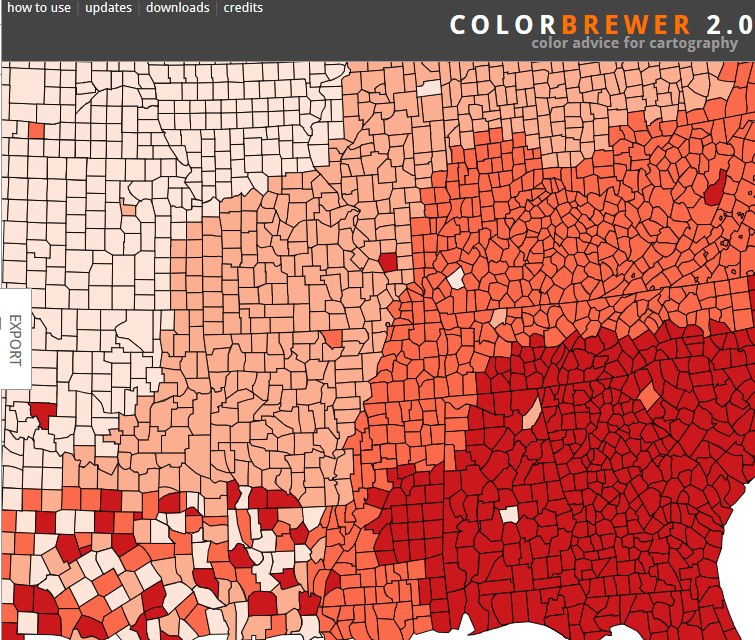 how to use | updates | downloads | credits
COLORBREWER 2.0
color advice for cartography
EXPORT